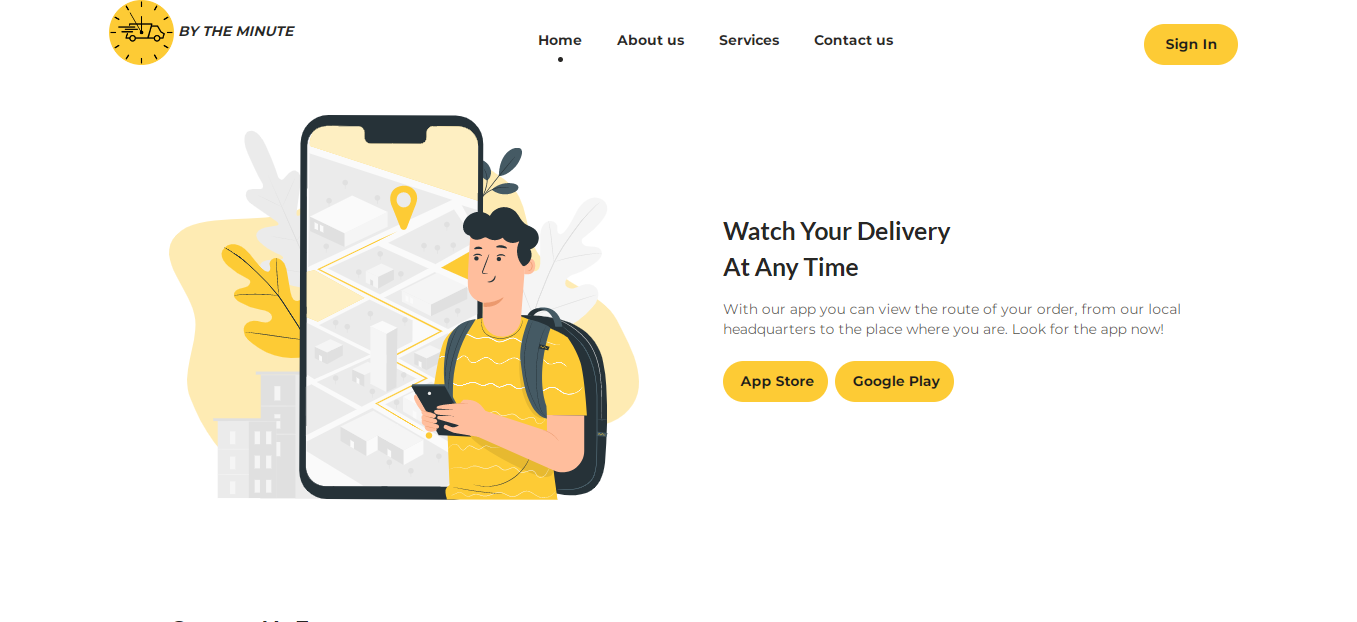 BY THE MINUTE
Home
About us
Services
Contact us
Sign In
Watch Your Delivery
At Any Time
With our app you can view the route of your order, from our local
headquarters to the place where you are. Look for the app now!
App Store
Google Play